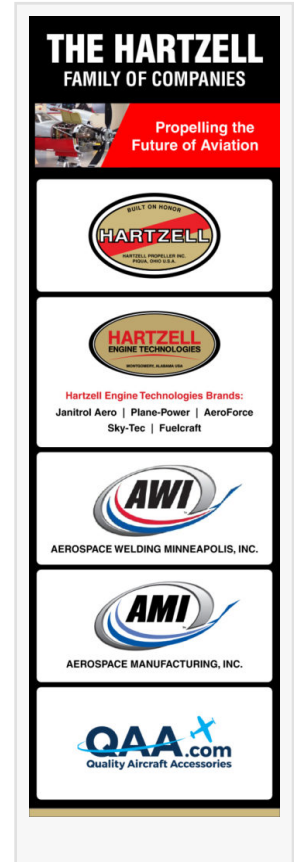 THE HARTZELL
FAMILY OF COMPANIES
Propelling the
Future of Aviation
BUILT ON HONOR
HARTZELL
HARTZELL PROPELLER INC.
PIQUA, OHIO U.S.A.
HARTZELL
ENGINE TECHNOLOGIES
MONTGOMERY, ALABAMA USA
Hartzell Engine Technologies Brands:
Janitrol Aero | Plane-Power | AeroForce
Sky-Tec | Fuelcraft
AWI
AEROSPACE WELDING MINNEAPOLIS, INC.
AMI
AEROSPACE MANUFACTURING, INC.
QAA.com
Quality Aircraft Accessories